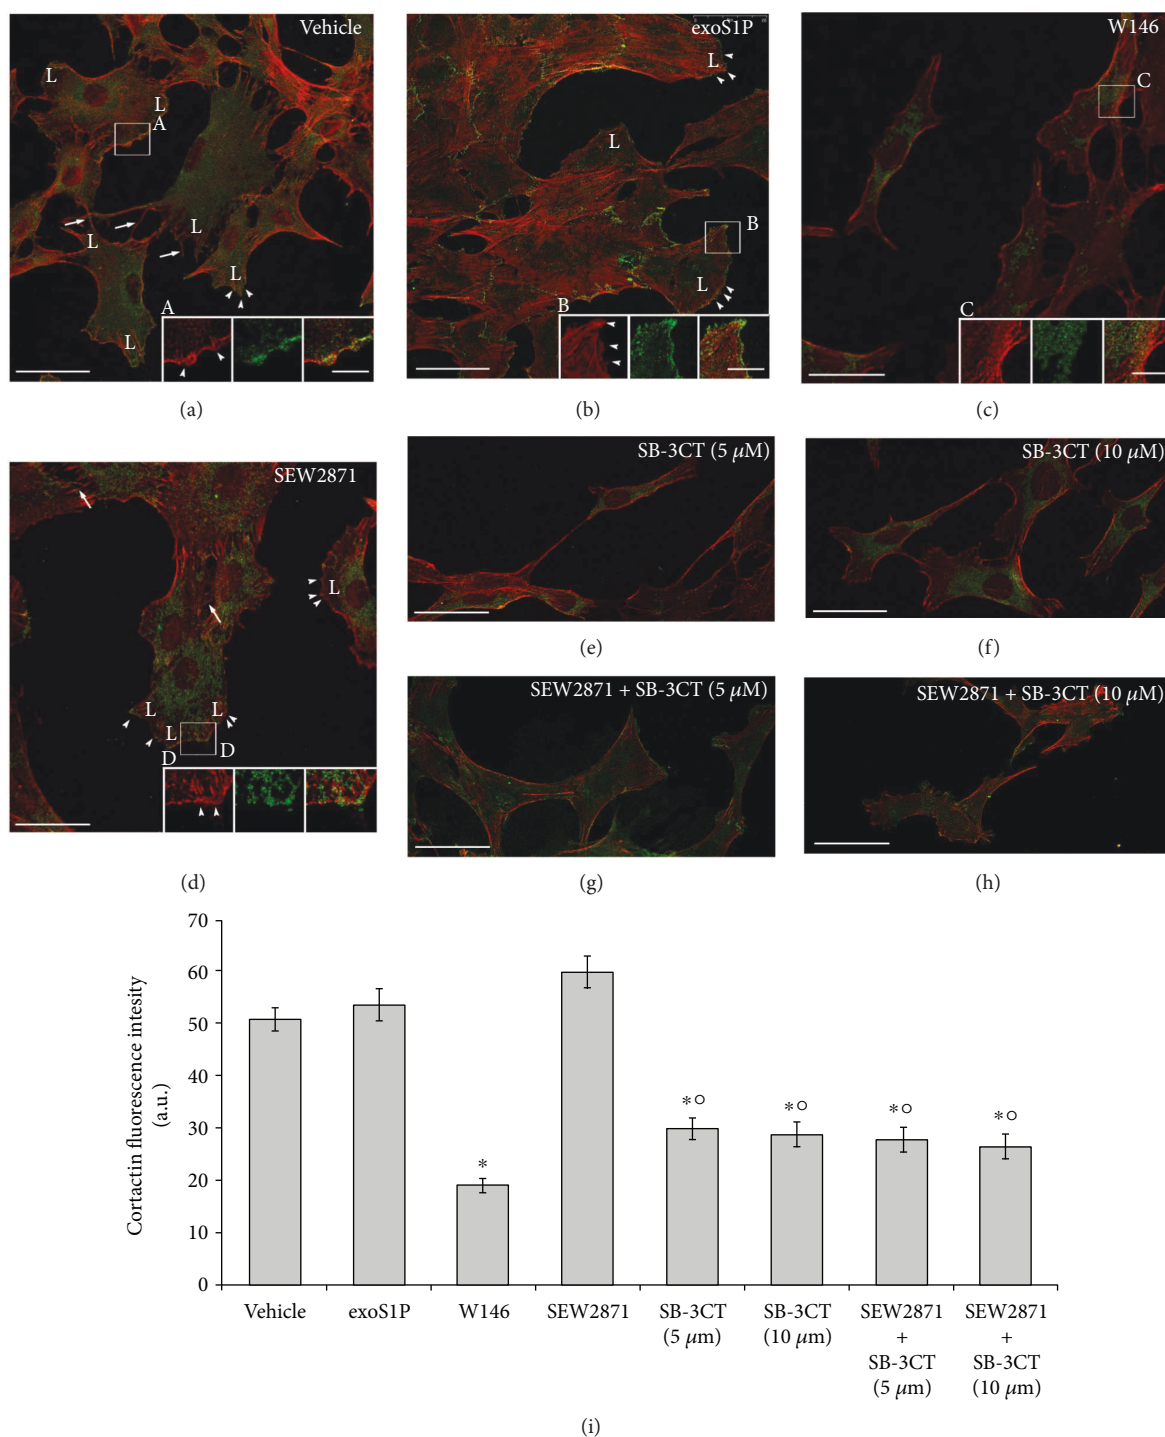 Vehicle
L
L
A
L
L
L
L
A
(a)
exoS1P
L
L
B
L
B
(b)
W146
C
C
(c)
SEW2871
L
L
L
L
D
D
(d)
SB-3CT (5 μM)
(e)
SB-3CT (10 μM)
(f)
SEW2871 + SB-3CT (5 μM)
(g)
SEW2871 + SB-3CT (10 μM)
(h)
Cortactin fluorescence intesity
(a.u.)
70
60
50
40
30
20
10
0
*
*○
*○
*○
*○
Vehicle
exoS1P
W146
SEW2871
SB-3CT
(5 μm)
SB-3CT
(10 μm)
SEW2871
+
SB-3CT
(5 μm)
SEW2871
+
SB-3CT
(10 μm)
(i)